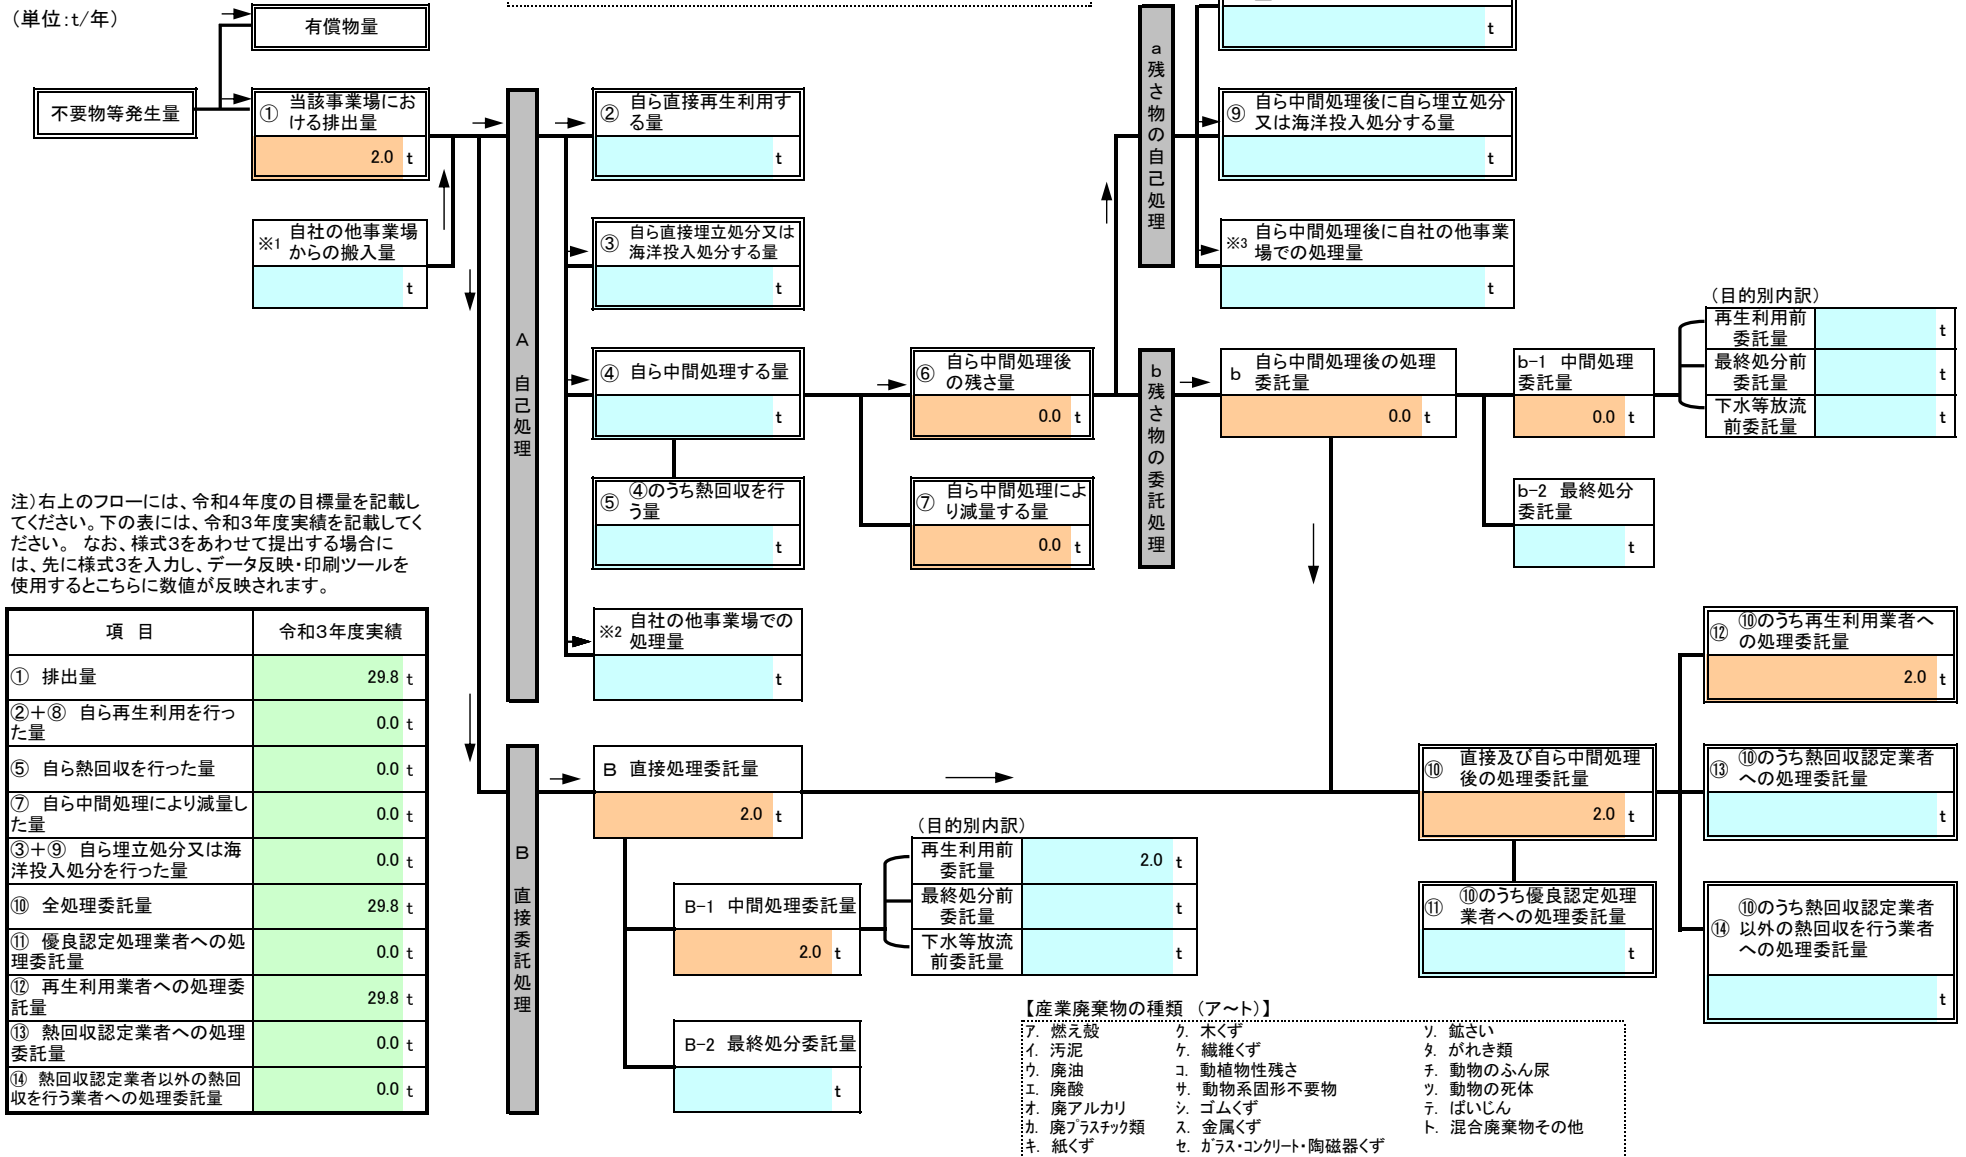 (単位:t/年)
有償物量
不要物等発生量
① 当該事業場にお
ける排出量
2.0 t
※1 自社の他事業場
からの搬入量
t
A 自己処理
② 自ら直接再生利用す
る量
t
③ 自ら直接埋立処分又は
海洋投入処分する量
t
④ 自ら中間処理する量
t
⑤ ④のうち熱回収を行
う量
t
※2 自社の他事業場での
処理量
t
⑥ 自ら中間処理後
の残さ量
0.0 t
⑦ 自ら中間処理によ
り減量する量
0.0 t
a 残さ物の自己処理
t
⑨ 自ら中間処理後に自ら埋立処分
又は海洋投入処分する量
t
※3 自ら中間処理後に自社の他事業
場での処理量
t
b 残さ物の委託処理
b 自ら中間処理後の処理
委託量
0.0 t
b-1 中間処理
委託量
0.0 t
(目的別内訳)
再生利用前
委託量
t
最終処分前
委託量
t
下水等放流
前委託量
t
b-2 最終処分
委託量
t
注)右上のフローには、令和4年度の目標量を記載し
てください。下の表には、令和3年度実績を記載してく
ださい。 なお、様式3をあわせて提出する場合に
は、先に様式3を入力し、データ反映・印刷ツールを
使用するとこちらに数値が反映されます。
項 目 令和3年度実績
① 排出量 29.8 t
②+⑧ 自ら再生利用を行っ
た量 0.0 t
⑤ 自ら熱回収を行った量 0.0 t
⑦ 自ら中間処理により減量し
た量 0.0 t
③+⑨ 自ら埋立処分又は海
洋投入処分を行った量 0.0 t
⑩ 全処理委託量 29.8 t
⑪ 優良認定処理業者への処
理委託量 0.0 t
⑫ 再生利用業者への処理委
託量 29.8 t
⑬ 熱回収認定業者への処理
委託量 0.0 t
⑭ 熱回収認定業者以外の熱回
収を行う業者への処理委託量 0.0 t
B 直接委託処理
B 直接処理委託量
2.0 t
B-1 中間処理委託量
2.0 t
B-2 最終処分委託量
t
(目的別内訳)
再生利用前
委託量
2.0 t
最終処分前
委託量
t
下水等放流
前委託量
t
⑩ 直接及び自ら中間処理
後の処理委託量
2.0 t
⑪ ⑩のうち優良認定処理
業者への処理委託量
t
⑫ ⑩のうち再生利用業者へ
の処理委託量
2.0 t
⑬ ⑩のうち熱回収認定業者
への処理委託量
t
⑭ ⑩のうち熱回収認定業者
以外の熱回収を行う業者
への処理委託量
t
【産業廃棄物の種類 (ア~ト)】
ア. 燃え殻 ク. 木くず ソ. 鉱さい
イ. 汚泥 ケ. 繊維くず タ. がれき類
ウ. 廃油 コ. 動植物性残さ チ. 動物のふん尿
エ. 廃酸 サ. 動物系固形不要物 ツ. 動物の死体
オ. 廃アルカリ シ. ゴムくず テ. ばいじん
カ. 廃プラスチック類 ス. 金属くず ト. 混合廃棄物その他
キ. 紙くず セ. ガラス・コンクリート・陶磁器くず